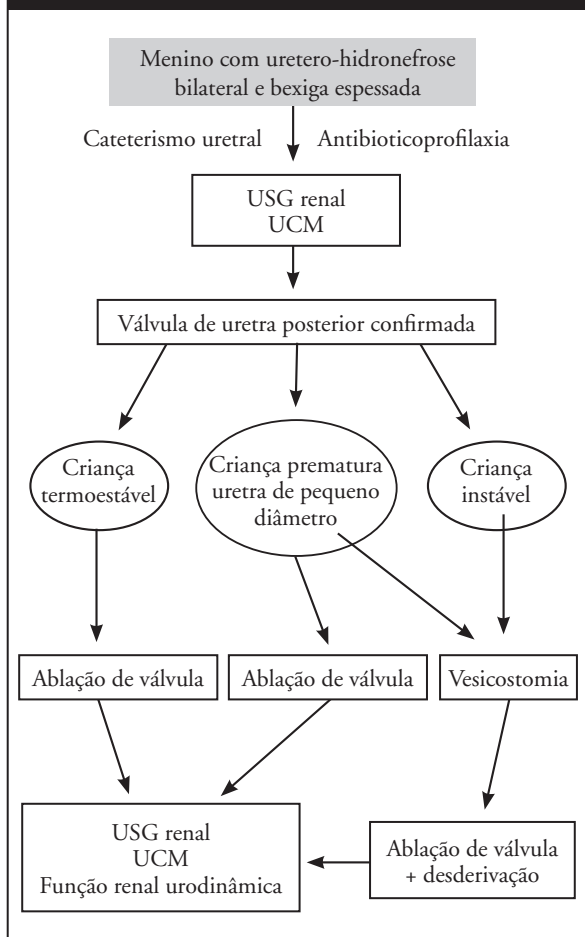 Menino com uretero-hidronefrose
bilateral e bexiga espessada
Cateterismo uretral
Antibioticoprofilaxia
USG renal
UCM
Válvula de uretra posterior confirmada
Criança
termoestável
Criança prematura
uretra de pequeno
diâmetro
Criança
instável
Ablação de válvula
Ablação de válvula
Vesicostomia
USG renal
UCM
Função renal urodinâmica
Ablação de válvula
+ desderivação